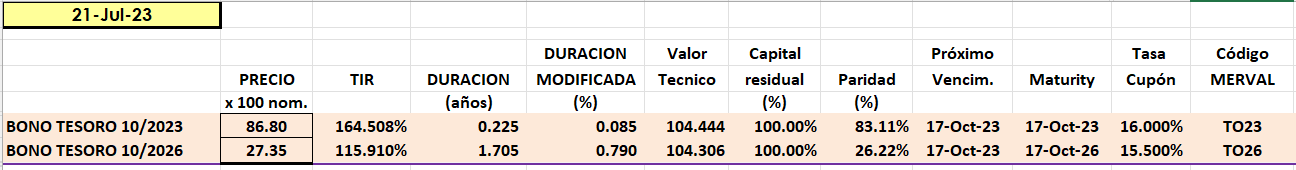 21-Jul-23
DURACION Valor Capital Próximo Tasa Código
PRECIO TIR DURACION MODIFICADA Tecnico residual Paridad Vencim. Maturity Cupón MERVAL
x 100 nom. (años) (%) (%) (%)
BONO TESORO 10/2023 86.80 164.508% 0.225 0.085 104.444 100.00% 83.11% 17-Oct-23 17-Oct-23 16.000% TO23
BONO TESORO 10/2026 27.35 115.910% 1.705 0.790 104.306 100.00% 26.22% 17-Oct-23 17-Oct-26 15.500% TO26